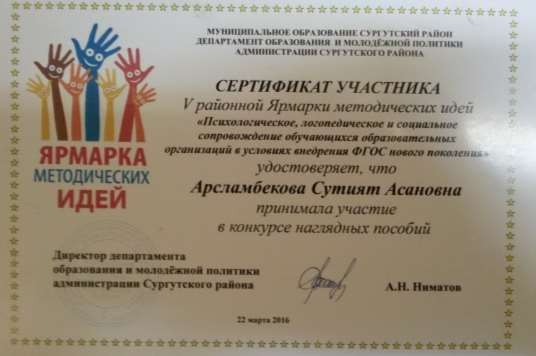 МУНИЦИПАЛЬНОЕ ОБРАЗОВАНИЕ СУРГУТСКИЙ РАЙОН
ДЕПАРТАМЕНТ ОБРАЗОВАНИЯ И МОЛОДЁЖНОЙ ПОЛИТИКИ
АДМИНИСТРАЦИИ СУРГУТСКОГО РАЙОНА
СЕРТИФИКАТ УЧАСТНИКА
V районной Ярмарки методических идей
«Психологическое, логопедическое и социальное
сопровождение обучающихся образовательных
организаций в условиях внедрения ФГОС нового поколения»
удостоверяет, что
Арсламбекова Сутият Асановна
принимала участие
в конкурсе наглядных пособий
ЯРМАРКА
МЕТОДИЧЕСКИХ
ИДЕЙ
Директор департамента
образования и молодёжной политики
администрации Сургутского района
А.Н. Ниматов
22 марта 2016